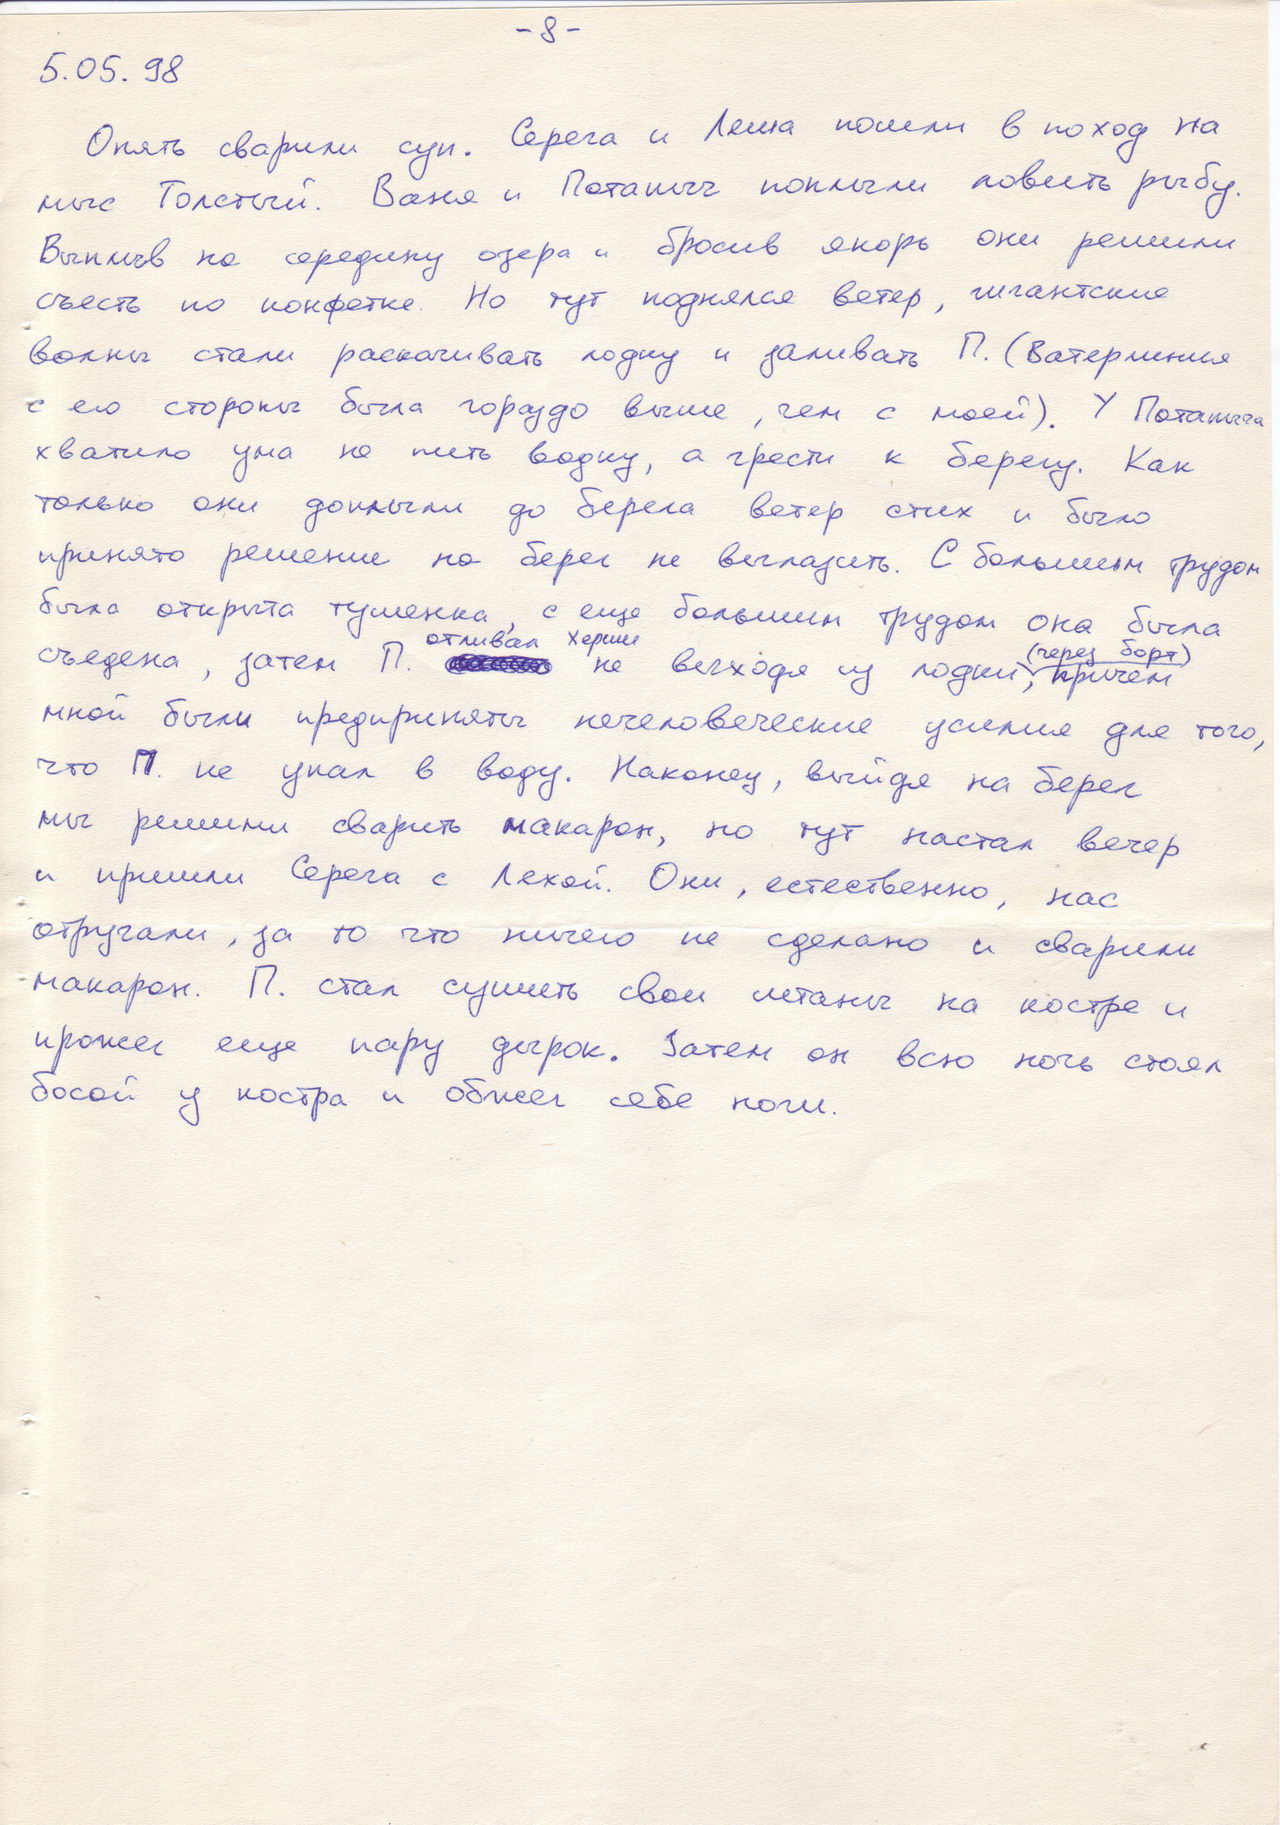 -8-
5.05.98
Опять сварили суп. Серега и Леша пошли в поход на
мыс Толстый. Ваня и Потапыч поплыли ловить рыбу.
Выплыв на середину озера и бросив якорь они решили
съесть по конфетке. Но тут поднялся ветер, гигантские
волны стали раскачивать лодку и заливать П. (Ватерлиния
с его стороны была гораздо выше, чем с моей). У Потапыча
хватило ума не пить водку, а грести к берегу. Как
только они доплыли до берега ветер стих и было
принято решение на берег не вылазить. С большим трудом
была открыта тушенка, с еще большим трудом она была
отливал Херши (через борт)
съедена, затем П. не выходя из лодки, причем
мной были предприняты нечеловеческие усилия для того,
что П. не упал в воду. Наконец, выйдя на берег
мы решили сварить макарон, но тут настал вечер
и пришли Серега с Лехой. Они, естественно, нас
отругали, за то что ничего не сделано и сварили
макарон. П. стал сушить свои штаны на костре и
прожег еще пару дырок. Затем он всю ночь стоял
босой у костра и обжег себе ноги.